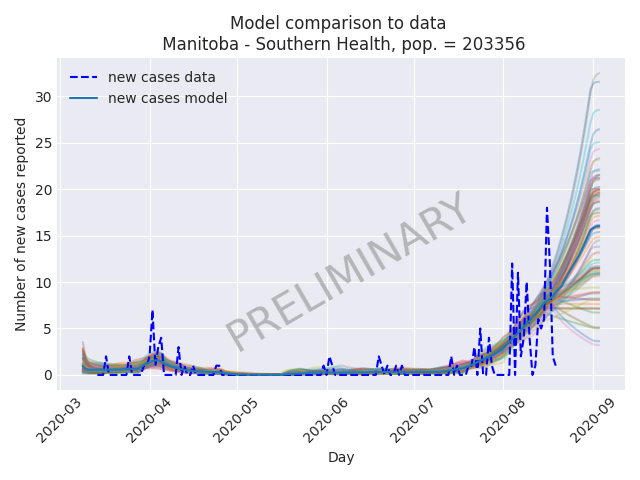 Model comparison to data
Manitoba - Southern Health, pop. = 203356
new cases data
new cases model
Number of new cases reported
30
25
20
15
10
5
0
PRELIMINARY
2020-03
2020-04
2020-05
2020-06
2020-07
2020-08
2020-09
Day